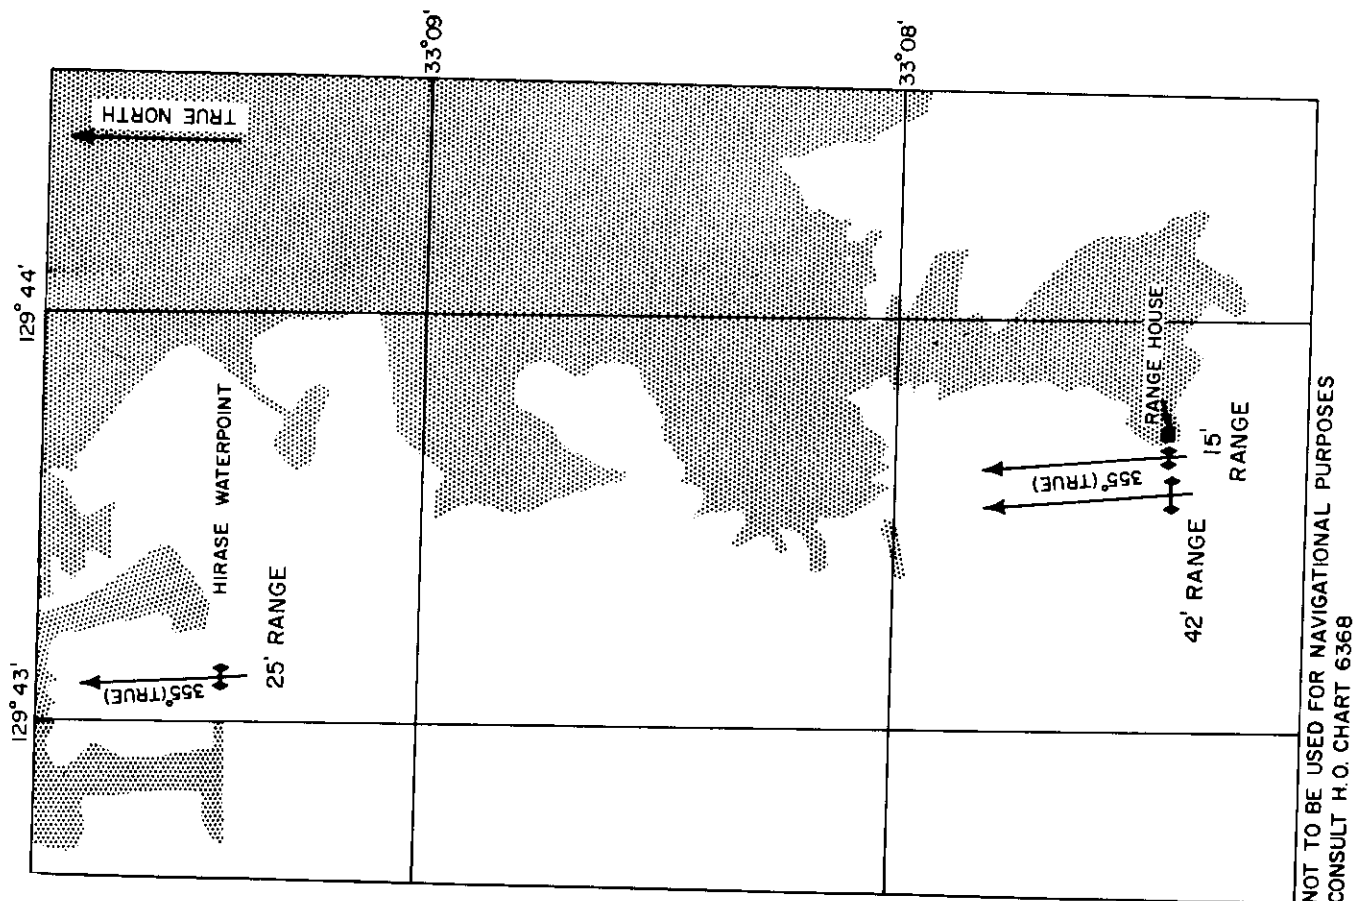 129° 43'
129° 44'
TRUE NORTH
33° 09'
HIRASE WATERPOINT
355° (TRUE)
25' RANGE
33° 08'
RANGE HOUSE
355° (TRUE)
15'
RANGE
42' RANGE
NOT TO BE USED FOR NAVIGATIONAL PURPOSES
CONSULT H.O. CHART 6368